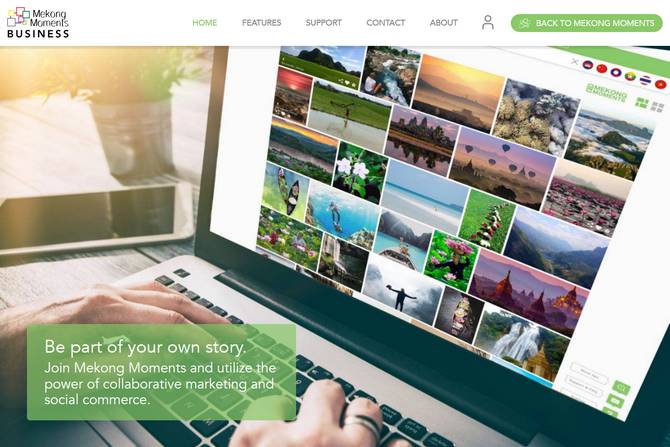 Mekong
Moments
BUSINESS
HOME
FEATURES
SUPPORT
CONTACT
ABOUT
BACK TO MEKONG MOMENTS
MEKONG
MOMENTS
Be part of your own story.
Join Mekong Moments and utilize the
power of collaborative marketing and
social commerce.